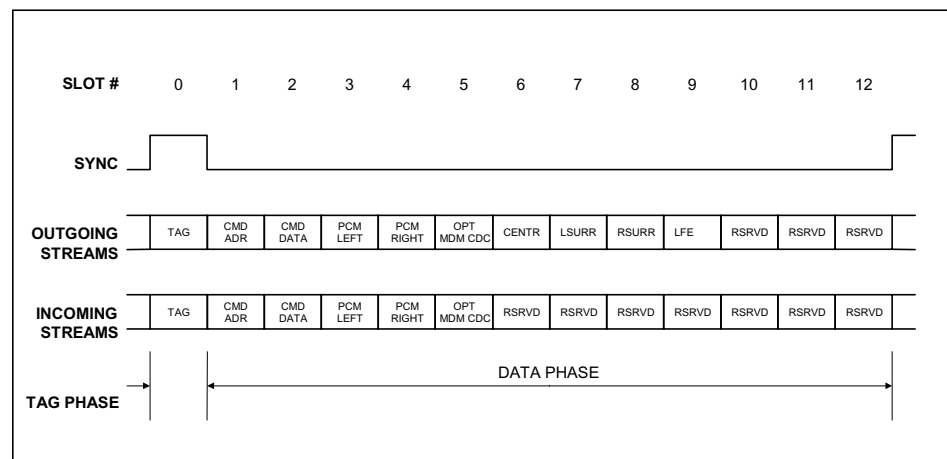 SLOT # 0 1 2 3 4 5 6 7 8 9 10 11 12
SYNC
OUTGOING STREAMS
TAG
CMD ADR
CMD DATA
PCM LEFT
PCM RIGHT
OPT MDM CDC
CENTR
LSURR
RSURR
LFE
RSRVD
RSRVD
RSRVD
INCOMING STREAMS
TAG
CMD ADR
CMD DATA
PCM LEFT
PCM RIGHT
OPT MDM CDC
RSRVD
RSRVD
RSRVD
RSRVD
RSRVD
RSRVD
RSRVD
DATA PHASE
TAG PHASE